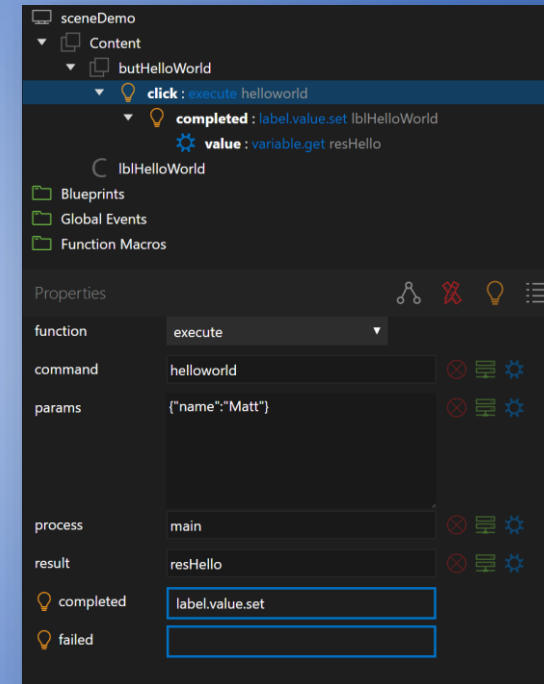 sceneDemo
Content
butHelloWorld
click : execute helloworld
completed : label.value.set lblHelloWorld
value : variable.get resHello
lblHelloWorld
Blueprints
Global Events
Function Macros
Properties
function execute
command helloworld
params {"name":"Matt"}
process main
result resHello
completed label.value.set
failed